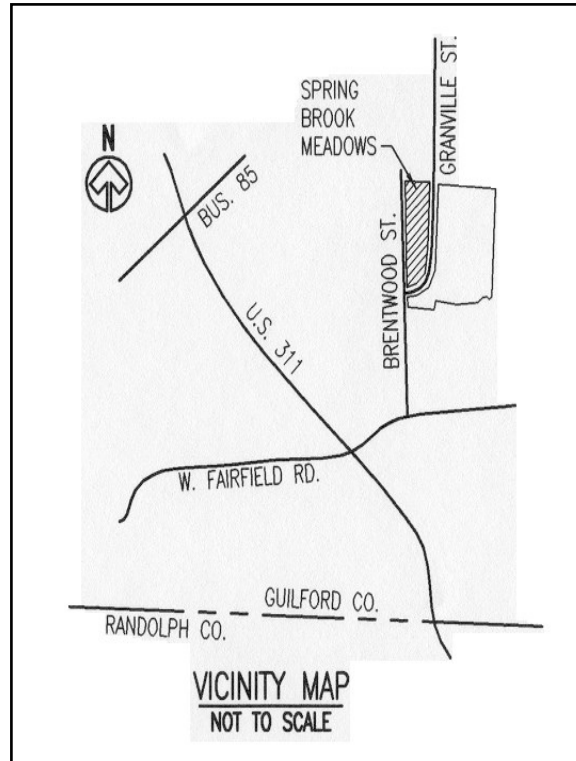 GRANVILLE ST.
SPRING
BROOK
MEADOWS
N
BUS. 85
BRENTWOOD ST.
U.S. 311
W. FAIRFIELD RD.
GUILFORD CO.
RANDOLPH CO.
VICINITY MAP
NOT TO SCALE